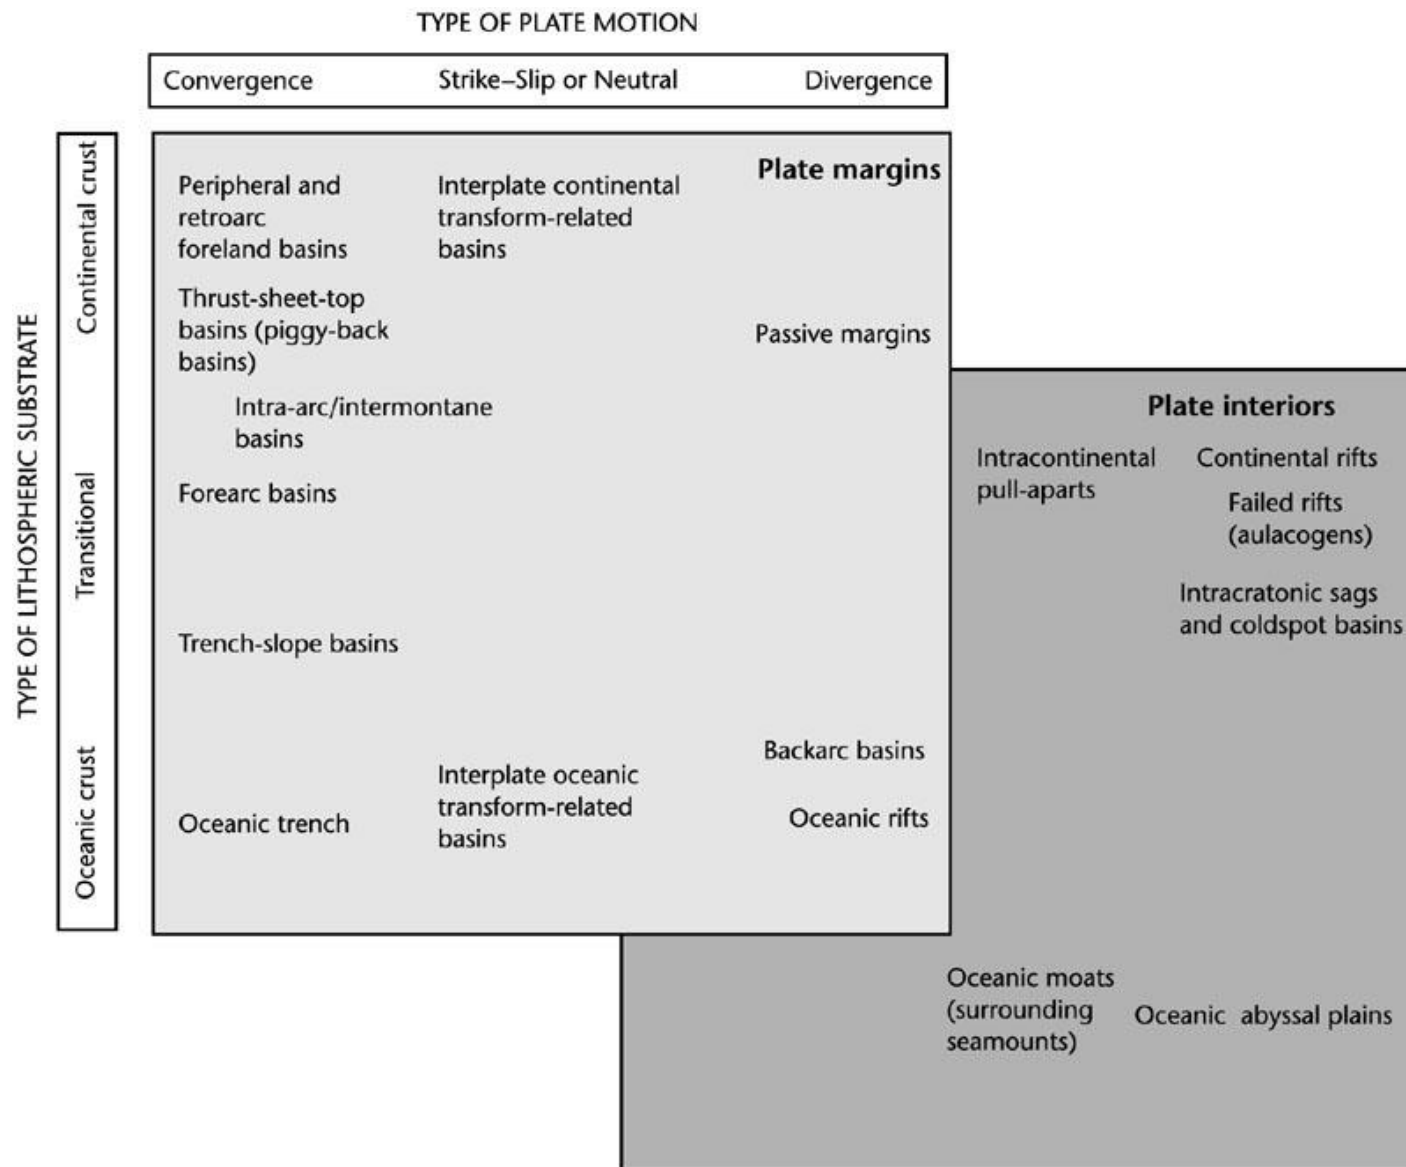 TYPE OF PLATE MOTION
Convergence
Strike–Slip or Neutral
Divergence
TYPE OF LITHOSPHERIC SUBSTRATE
Continental crust
Transitional
Oceanic crust
Plate margins
Peripheral and
retroarc
foreland basins
Interplate continental
transform-related
basins
Thrust-sheet-top
basins (piggy-back
basins)
Passive margins
Intra-arc/intermontane
basins
Forearc basins
Trench-slope basins
Backarc basins
Interplate oceanic
transform-related
basins
Oceanic trench
Oceanic rifts
Plate interiors
Intracontinental
pull-aparts
Continental rifts
Failed rifts
(aulacogens)
Intracratonic sags
and coldspot basins
Oceanic moats
(surrounding
seamounts)
Oceanic abyssal plains